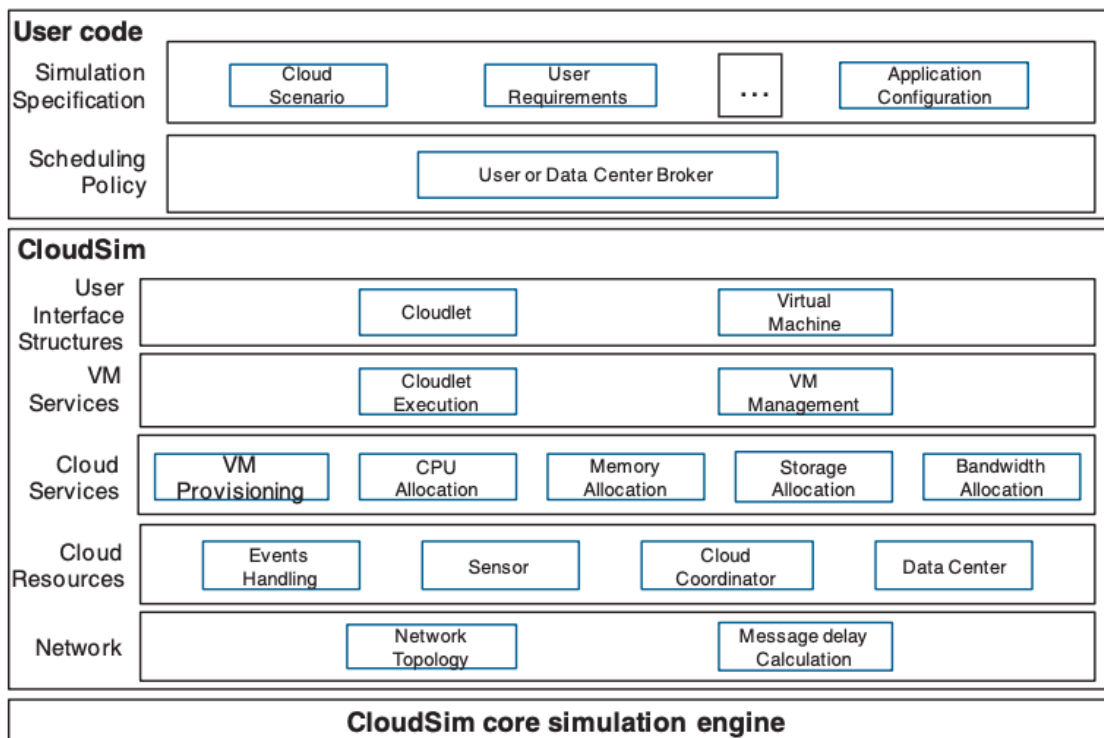 User code
Simulation
Specification
Cloud
Scenario
User
Requirements
...
Application
Configuration
Scheduling
Policy
User or Data Center Broker
CloudSim
User
Interface
Structures
Cloudlet
Virtual
Machine
VM
Services
Cloudlet
Execution
VM
Management
Cloud
Services
VM
Provisioning
CPU
Allocation
Memory
Allocation
Storage
Allocation
Bandwidth
Allocation
Cloud
Resources
Events
Handling
Sensor
Cloud
Coordinator
Data Center
Network
Network
Topology
Message delay
Calculation
CloudSim core simulation engine